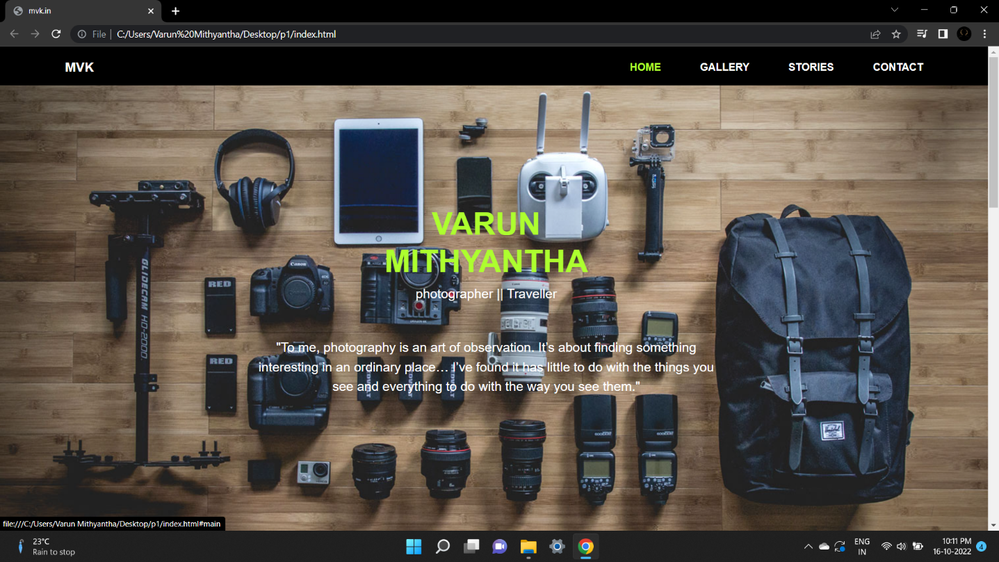 mvk.in
File | C:/Users/Varun%20Mithyantha/Desktop/p1/index.html
MVK
HOME
GALLERY
STORIES
CONTACT
VARUN
MITHYANTHA
photographer || Traveller
"To me, photography is an art of observation. It's about finding something
interesting in an ordinary place… I've found it has little to do with the things you
see and everything to do with the way you see them."
GLIDECAM HD-2000.
RED
Canon
RED
file:///C:/Users/Varun Mithyantha/Desktop/p1/index.html#main
23°C
Rain to stop
ENG
IN
10:11 PM
16-10-2022
4